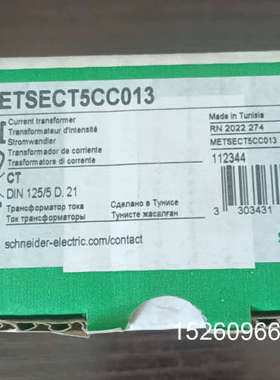 ETSECT5CC013
Current transformer
Transformateur d'intensité
Stromwandler
Transformador de corriente
Trasformatore di corrente
CT
DIN 125/5 D. 21
Трансформатор тока
Ток трансформаторы
Сделано в Тунисе
Тунисте жасалған
schneider-electric.com/contact
Made in Tunisia
RN 2022 274
METSECT5CC013
112344
3 303431
15260966